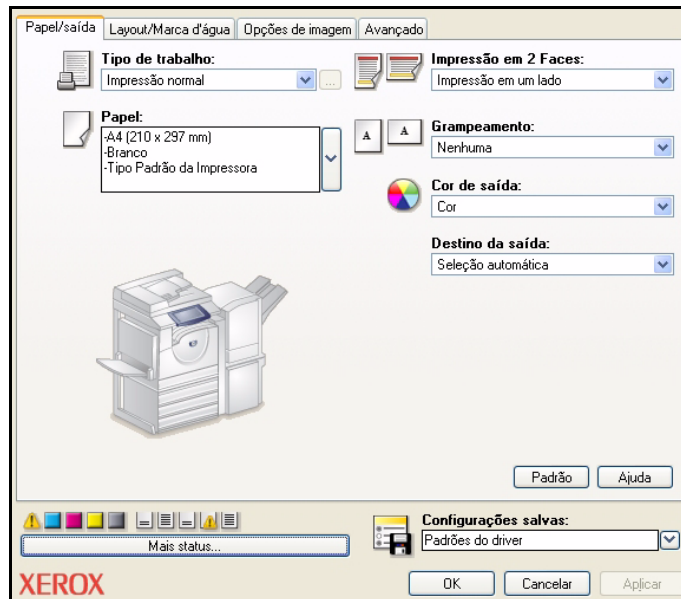 Papel/saída
Layout/Marca d'água
Opções de imagem
Avançado
Tipo de trabalho:
Impressão normal
...
Papel:
-A4 (210 x 297 mm)
-Branco
-Tipo Padrão da Impressora
Impressão em 2 Faces:
Impressão em um lado
A
A
Grampeamento:
Nenhuma
Cor de saída:
Cor
Destino da saída:
Seleção automática
Padrão
Ajuda
Mais status...
Configurações salvas:
Padrões do driver
XEROX
OK
Cancelar
Aplicar